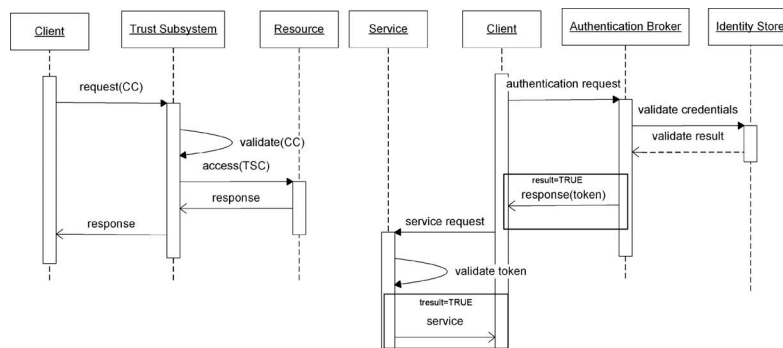 Client
Trust Subsystem
Resource
request(CC)
validate(CC)
access(TSC)
response
response
Service
Client
Authentication Broker
Identity Store
authentication request
validate credentials
validate result
result=TRUE
response(token)
service request
validate token
tresult=TRUE
service